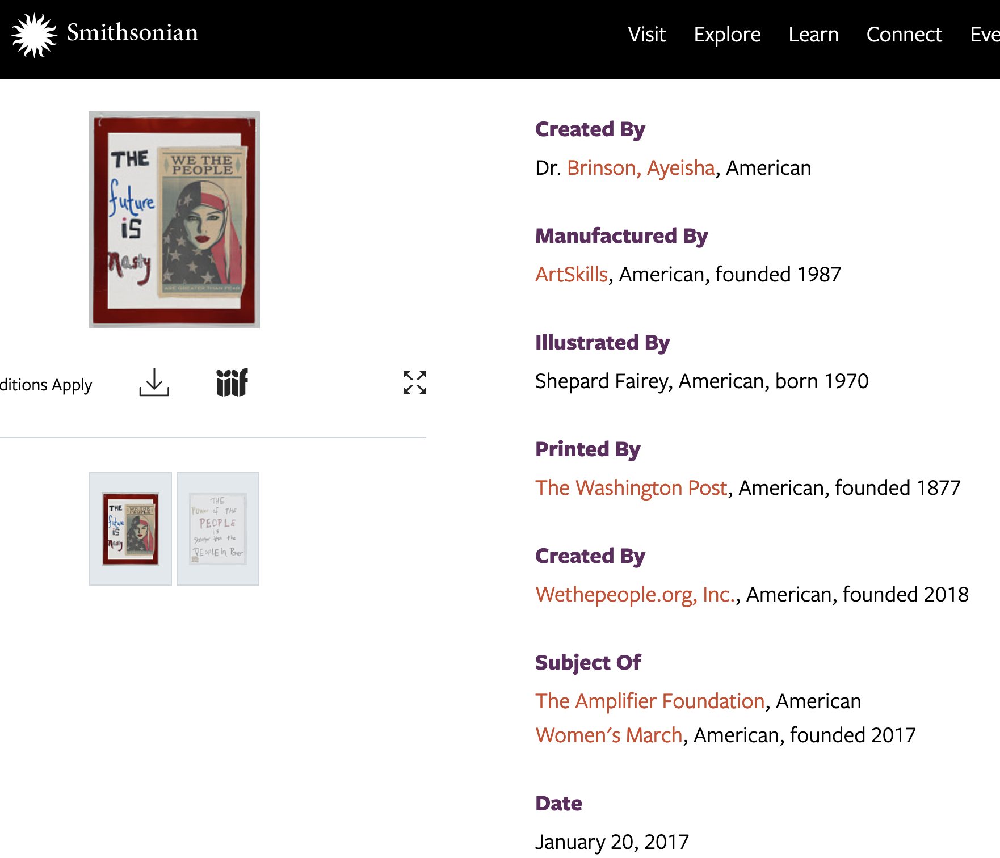 Smithsonian
Visit Explore Learn Connect Eve
THE
future
is
Nasty
WE THE
PEOPLE
ARE GREATER THAN FEAR
ditions Apply
iiif
THE
future
is
Nasty
WE THE
PEOPLE
THE
Power of THE
PEOPLE
is
Stronger than the
PEOPLE In Power
Created By
Dr. Brinson, Ayeisha, American
Manufactured By
ArtSkills, American, founded 1987
Illustrated By
Shepard Fairey, American, born 1970
Printed By
The Washington Post, American, founded 1877
Created By
Wethepeople.org, Inc., American, founded 2018
Subject Of
The Amplifier Foundation, American
Women's March, American, founded 2017
Date
January 20, 2017